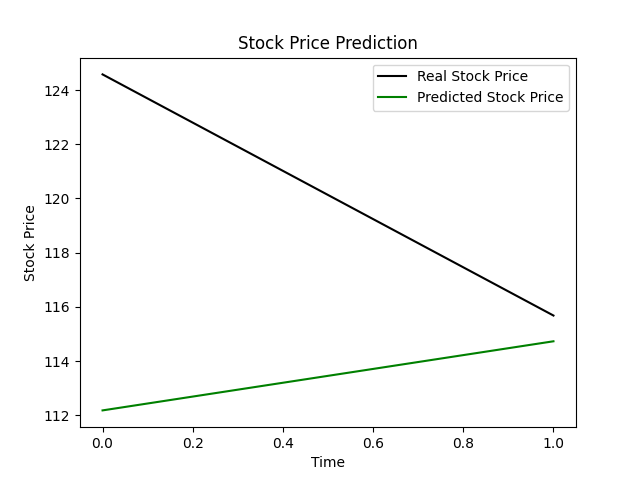 Stock Price Prediction
Real Stock Price
Predicted Stock Price
Stock Price
124
122
120
118
116
114
112
0.0 0.2 0.4 0.6 0.8 1.0
Time